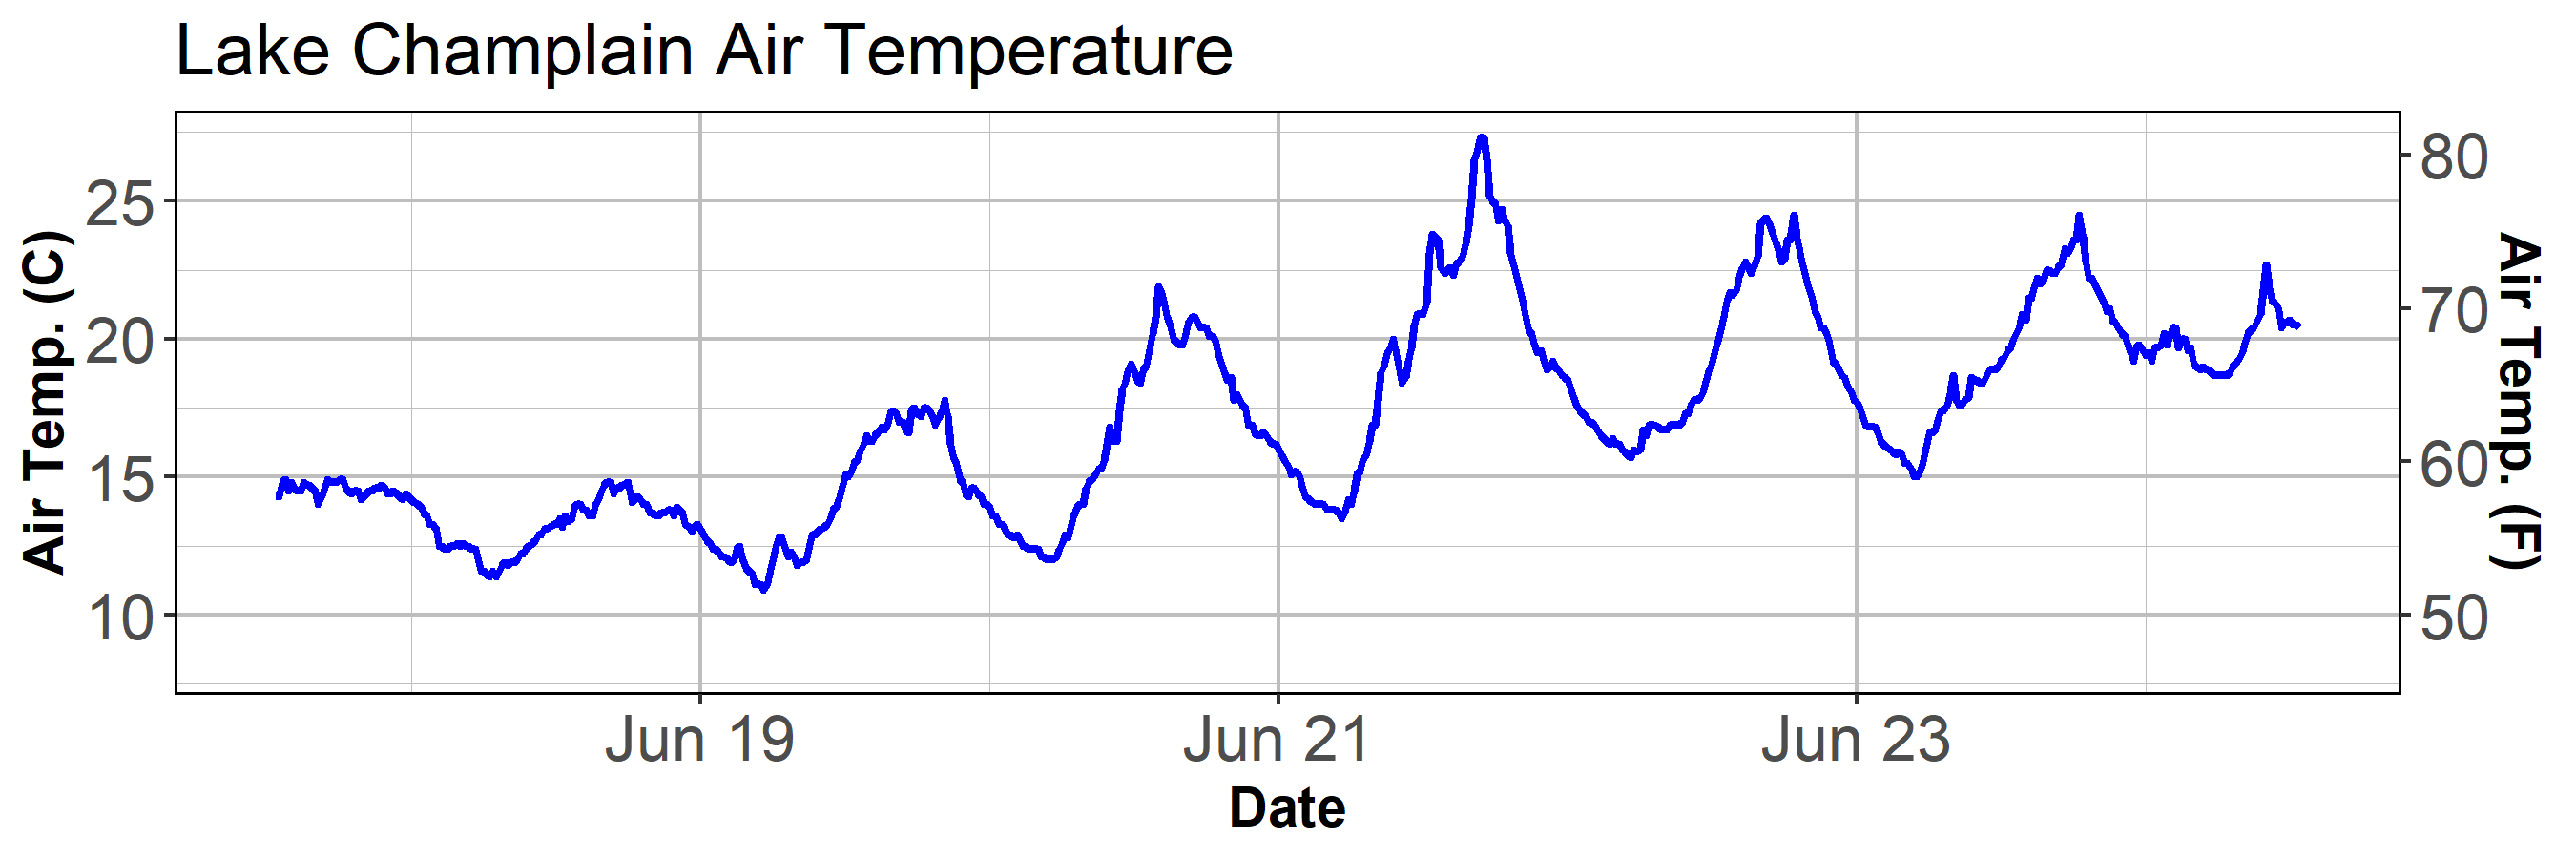 Lake Champlain Air Temperature
Air Temp. (C)
25
20
15
10
80
70
60
50
Air Temp. (F)
Jun 19
Jun 21
Jun 23
Date